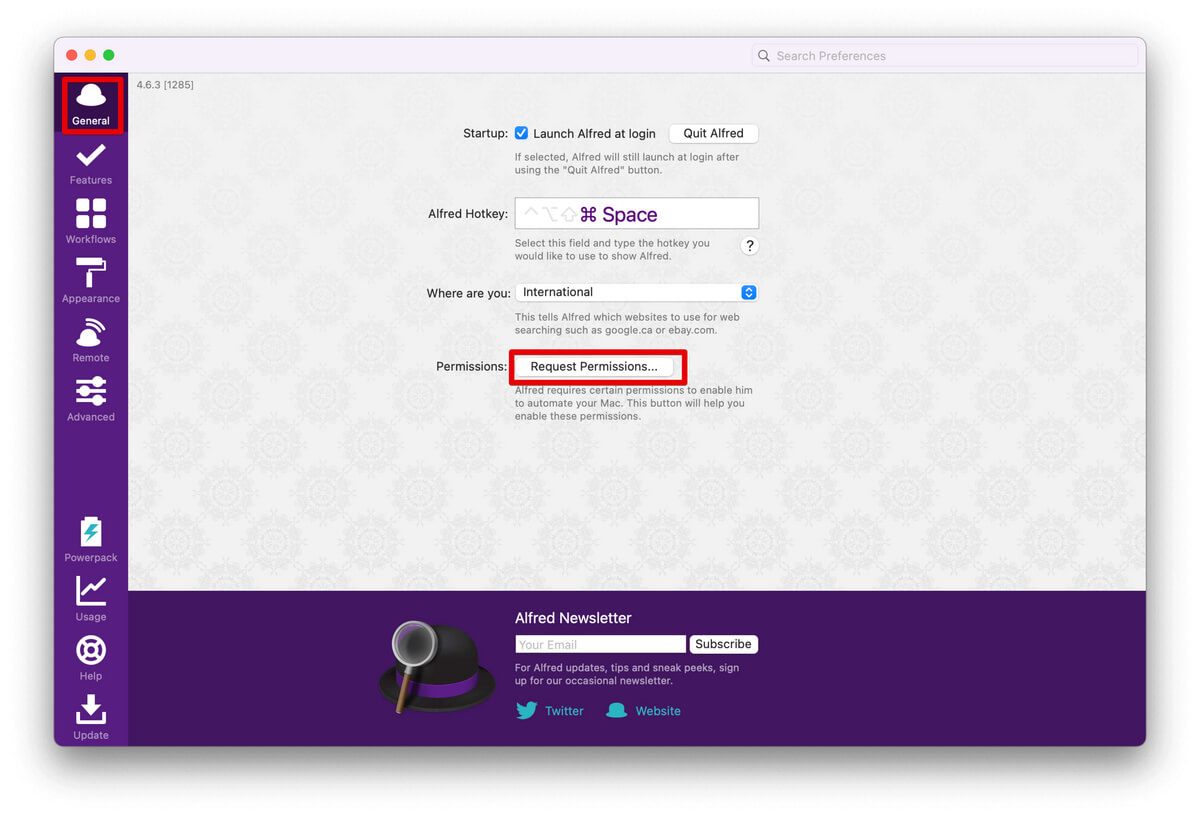 Search Preferences
4.6.3 [1285]
General
Features
Workflows
Appearance
Remote
Advanced
Powerpack
Usage
Help
Update
Startup: Launch Alfred at login Quit Alfred
If selected, Alfred will still launch at login after
using the "Quit Alfred" button.
Alfred Hotkey: ^⌥⇧⌘ Space
Select this field and type the hotkey you
would like to use to show Alfred.
?
Where are you: International
This tells Alfred which websites to use for web
searching such as google.ca or ebay.com.
Permissions: Request Permissions...
Alfred requires certain permissions to enable him
to automate your Mac. This button will help you
enable these permissions.
Alfred Newsletter
Your Email Subscribe
For Alfred updates, tips and sneak peeks, sign
up for our occasional newsletter.
Twitter Website